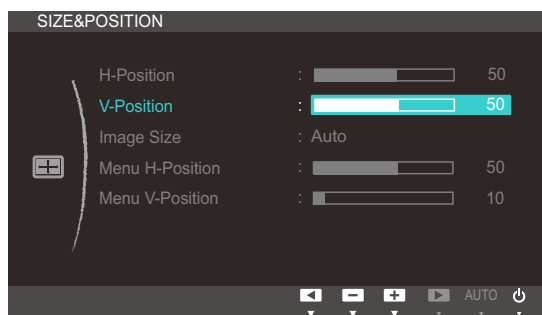 SIZE&POSITION
H-Position : 50
V-Position : 50
Image Size : Auto
Menu H-Position : 50
Menu V-Position : 10
AUTO